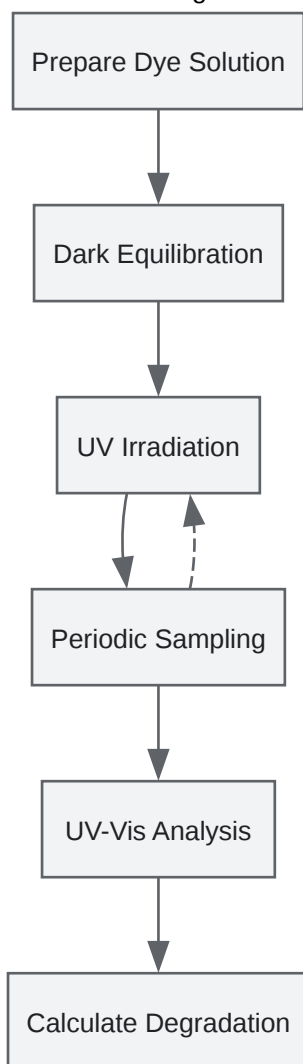 Prepare Dye Solution
Dark Equilibration
UV Irradiation
Periodic Sampling
UV-Vis Analysis
Calculate Degradation